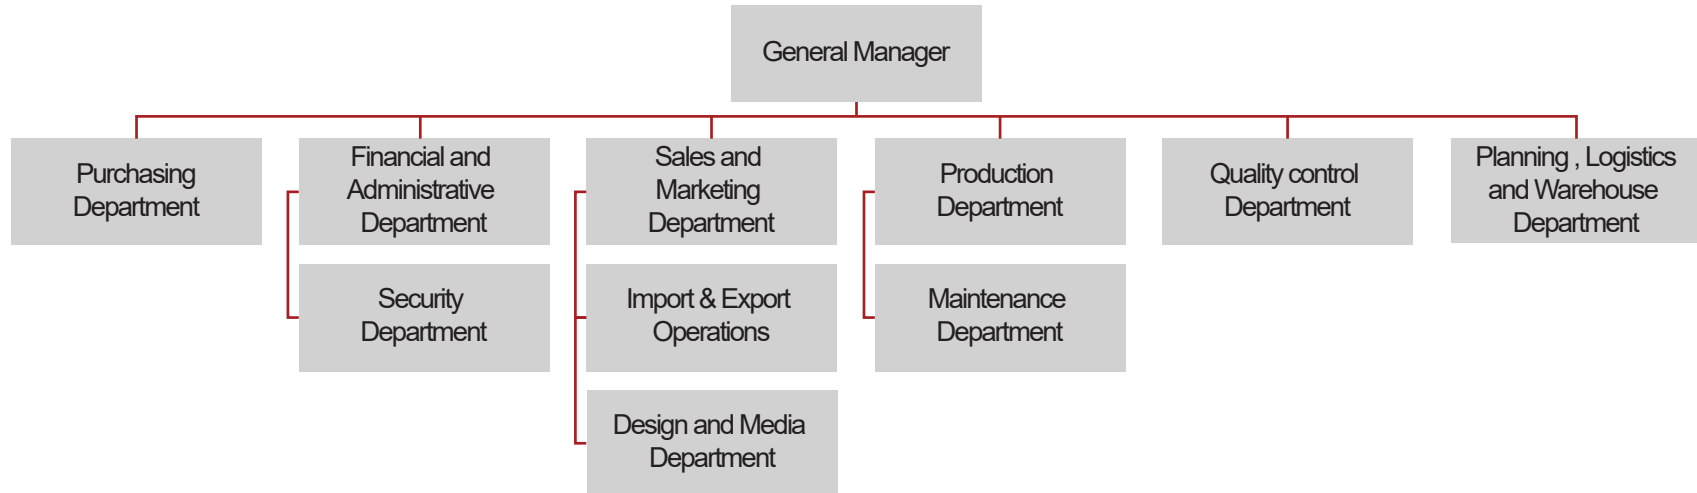 General Manager
Purchasing
Department
Financial and
Administrative
Department
Sales and
Marketing
Department
Production
Department
Quality control
Department
Planning , Logistics
and Warehouse
Department
Security
Department
Import & Export
Operations
Maintenance
Department
Design and Media
Department